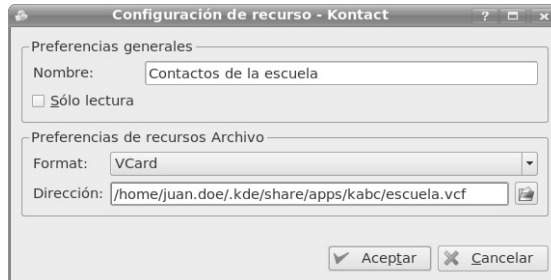 Configuración de recurso - Kontact
Preferencias generales
Nombre: Contactos de la escuela
Sólo lectura
Preferencias de recursos Archivo
Format: VCard
Dirección: /home/juan.doe/.kde/share/apps/kabc/escuela.vcf
Aceptar Cancelar